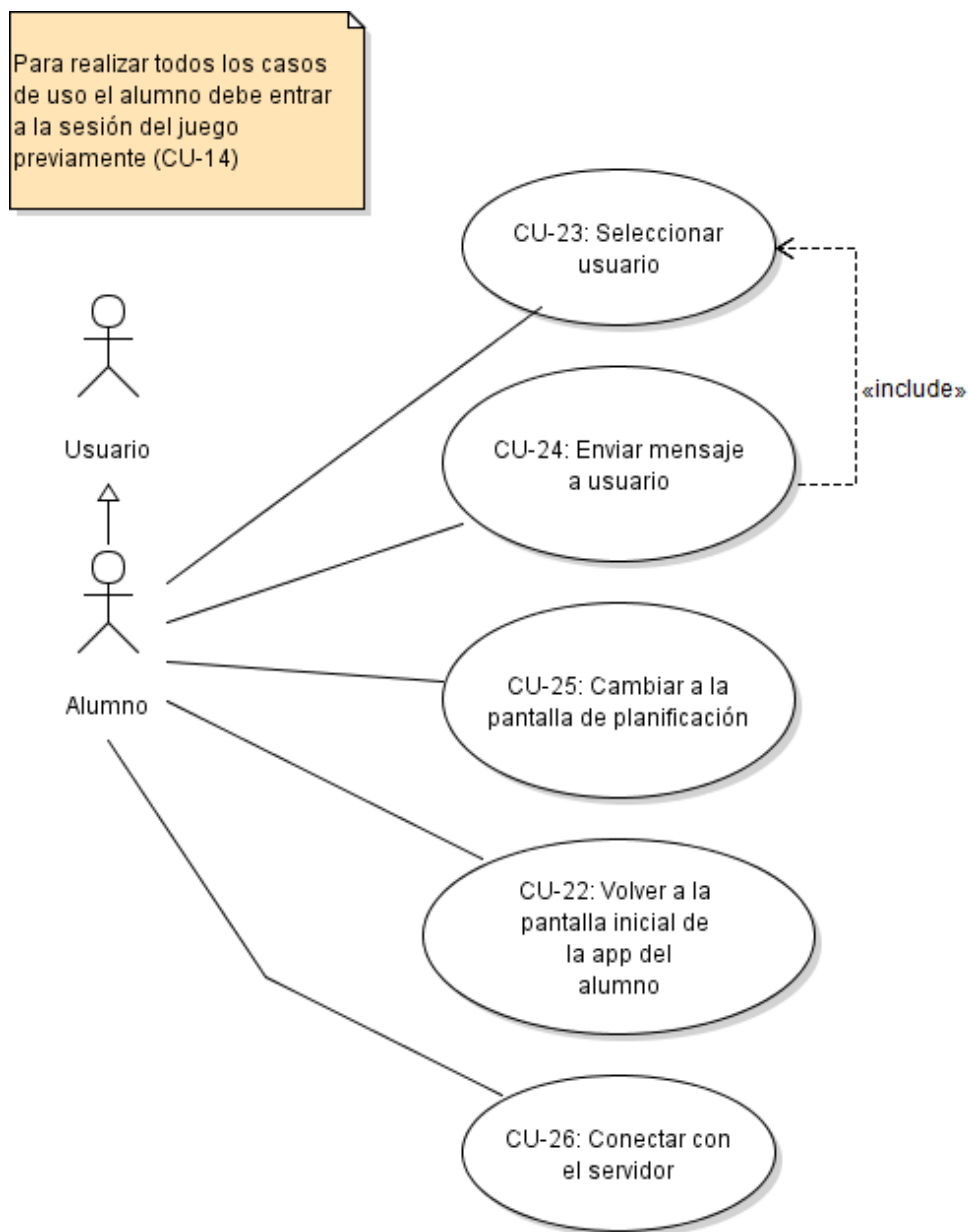 Para realizar todos los casos
de uso el alumno debe entrar
a la sesión del juego
previamente (CU-14)
CU-23: Seleccionar
usuario
«include»
Usuario
CU-24: Enviar mensaje
a usuario
Alumno
CU-25: Cambiar a la
pantalla de planificación
CU-22: Volver a la
pantalla inicial de
la app del
alumno
CU-26: Conectar con
el servidor